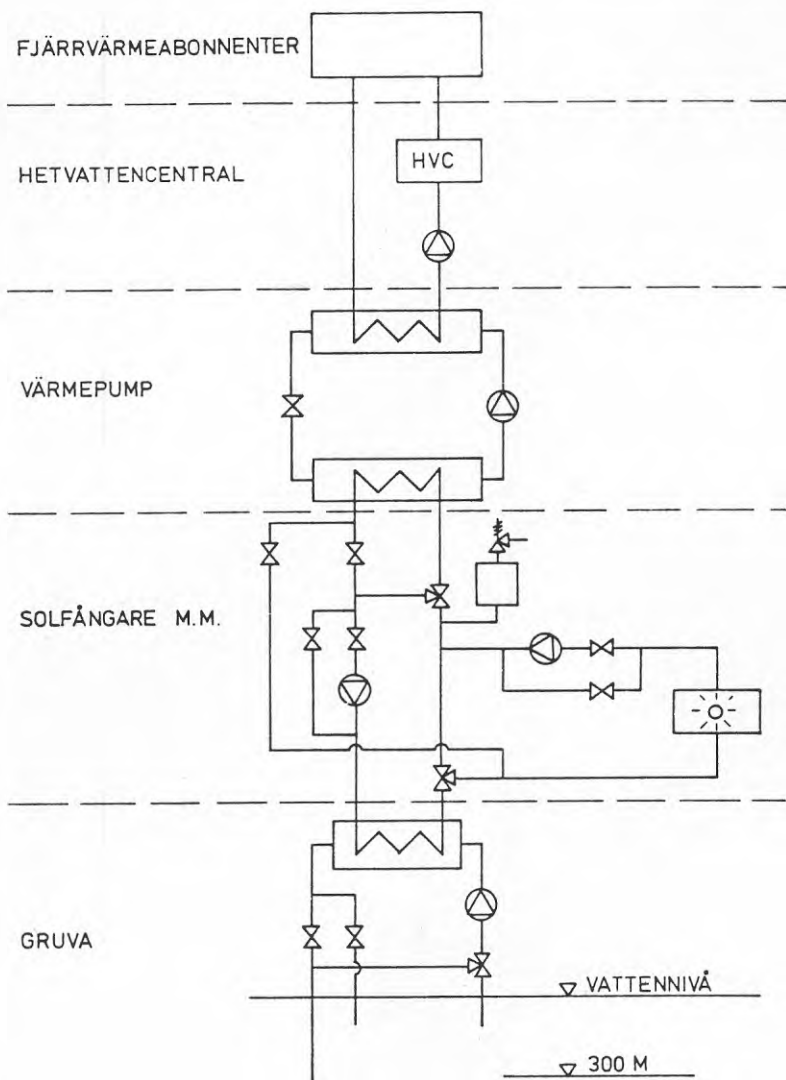 FJÄRRVÄRMEABONNENTER
HETVATTENCENTRAL
HVC
VÄRMEPUMP
SOLFÅNGARE M.M.
GRUVA
VATTENNIVÅ
300 M